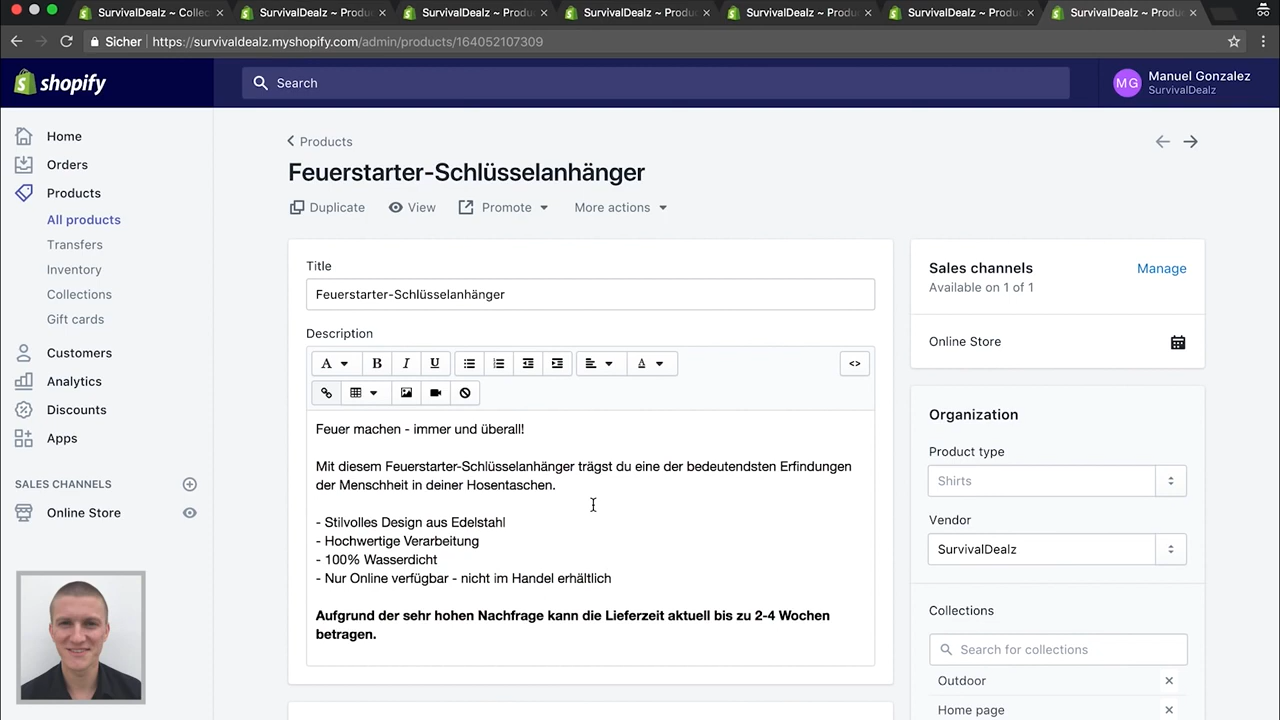 SurvivalDealz ~ Collec
SurvivalDealz ~ Produ
SurvivalDealz ~ Produ
SurvivalDealz ~ Produ
SurvivalDealz ~ Produ
SurvivalDealz ~ Produ
SurvivalDealz ~ Produ
Sicher
https://survivaldealz.myshopify.com/admin/products/164052107309
shopify
Search
MG
Manuel Gonzalez
SurvivalDealz
Home
Orders
Products
All products
Transfers
Inventory
Collections
Gift cards
Customers
Analytics
Discounts
Apps
SALES CHANNELS
Online Store
Products
Feuerstarter-Schlüsselanhänger
Duplicate
View
Promote
More actions
Title
Feuerstarter-Schlüsselanhänger
Description
A
B
I
U
A
<>
Feuer machen - immer und überall!
Mit diesem Feuerstarter-Schlüsselanhänger trägst du eine der bedeutendsten Erfindungen
der Menschheit in deiner Hosentaschen.
- Stilvolles Design aus Edelstahl
- Hochwertige Verarbeitung
- 100% Wasserdicht
- Nur Online verfügbar - nicht im Handel erhältlich
Aufgrund der sehr hohen Nachfrage kann die Lieferzeit aktuell bis zu 2-4 Wochen
betragen.
Sales channels
Manage
Available on 1 of 1
Online Store
Organization
Product type
Shirts
Vendor
SurvivalDealz
Collections
Search for collections
Outdoor
Home page